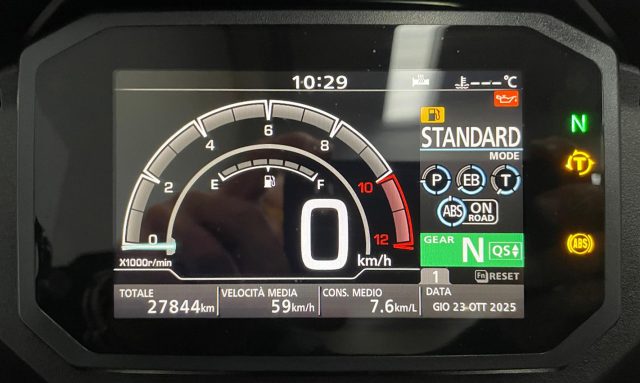 10:29
---°C
STANDARD
MODE
P EB T
ABS ON ROAD
GEAR N QS
1 Fn RESET
0 2 4 6 8 10 12
E F
X1000r/min
0 km/h
TOTALE
27844km
VELOCITÀ MEDIA
59km/h
CONS. MEDIO
7.6km/L
DATA
GIO 23-OTT 2025
N
T
ABS